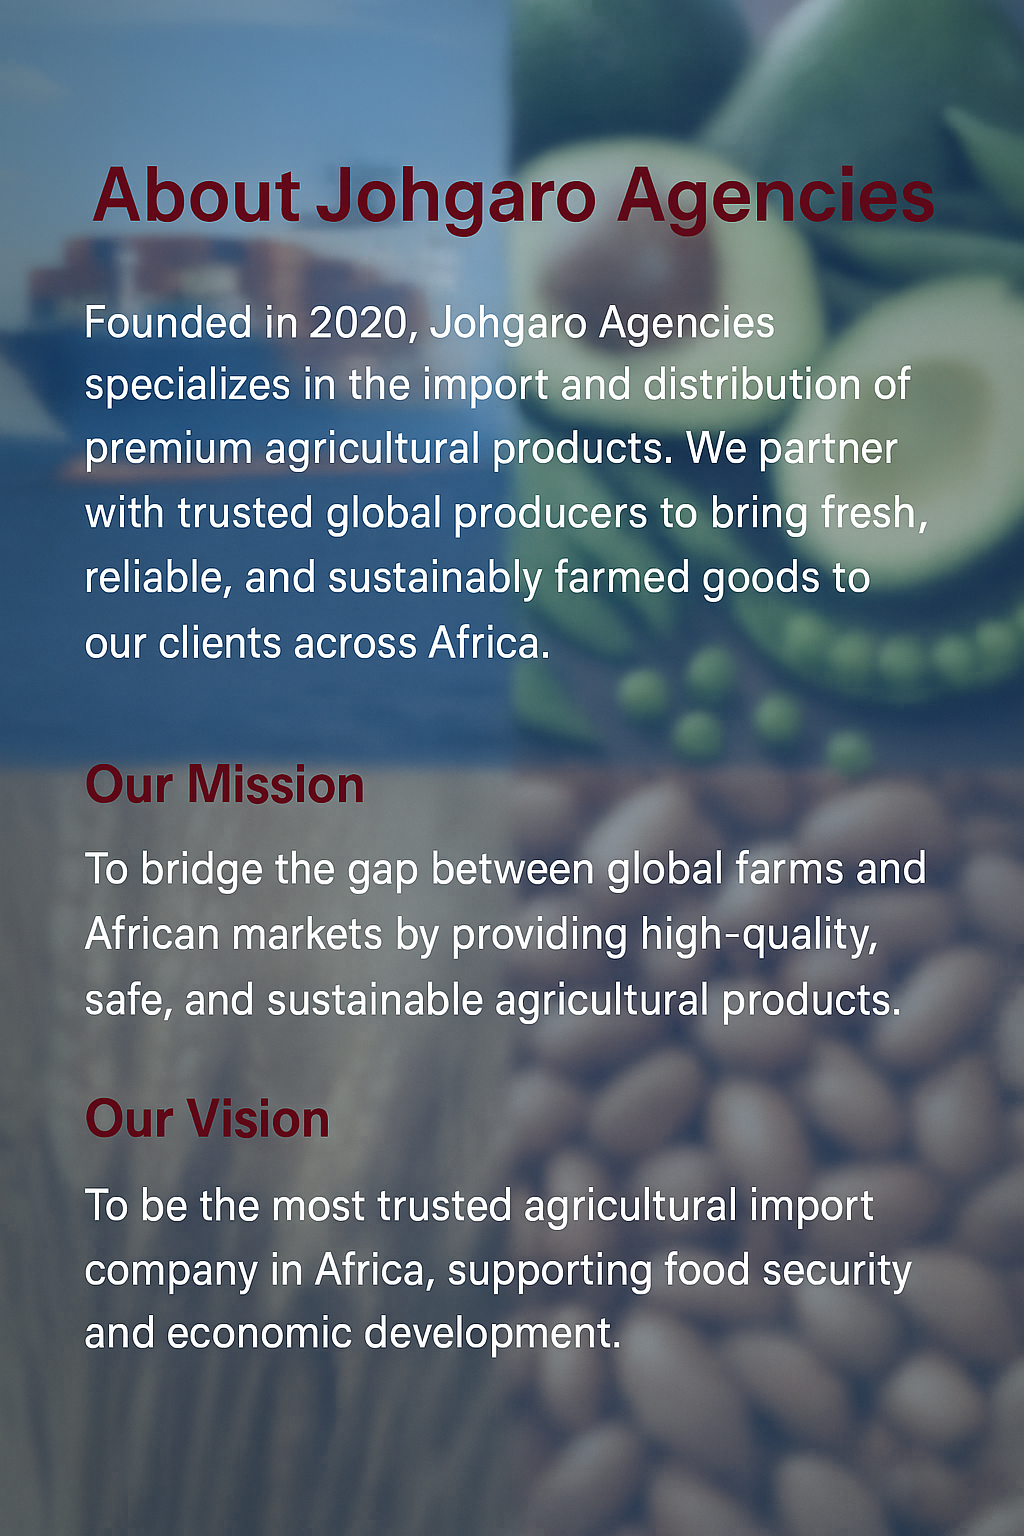 About Johgaro Agencies
Founded in 2020, Johgaro Agencies
specializes in the import and distribution of
premium agricultural products. We partner
with trusted global producers to bring fresh,
reliable, and sustainably farmed goods to
our clients across Africa.
Our Mission
To bridge the gap between global farms and
African markets by providing high-quality,
safe, and sustainable agricultural products.
Our Vision
To be the most trusted agricultural import
company in Africa, supporting food security
and economic development.